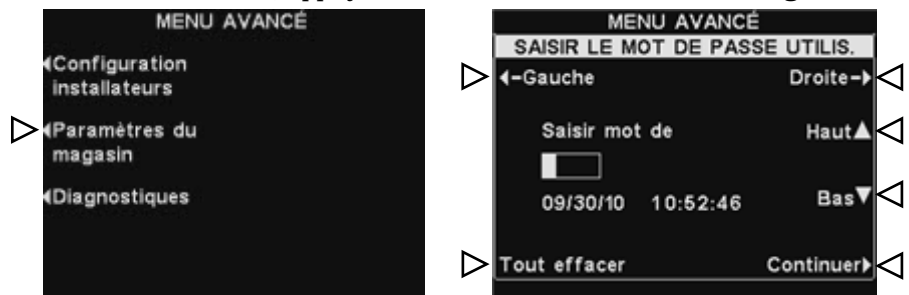 MENU AVANCÉ
Configuration
installateurs
Paramètres du
magasin
Diagnostiques
MENU AVANCÉ
SAISIR LE MOT DE PASSE UTILIS.
-Gauche
Droite-
Saisir mot de
Haut
09/30/10 10:52:46
Bas
Tout effacer
Continuer